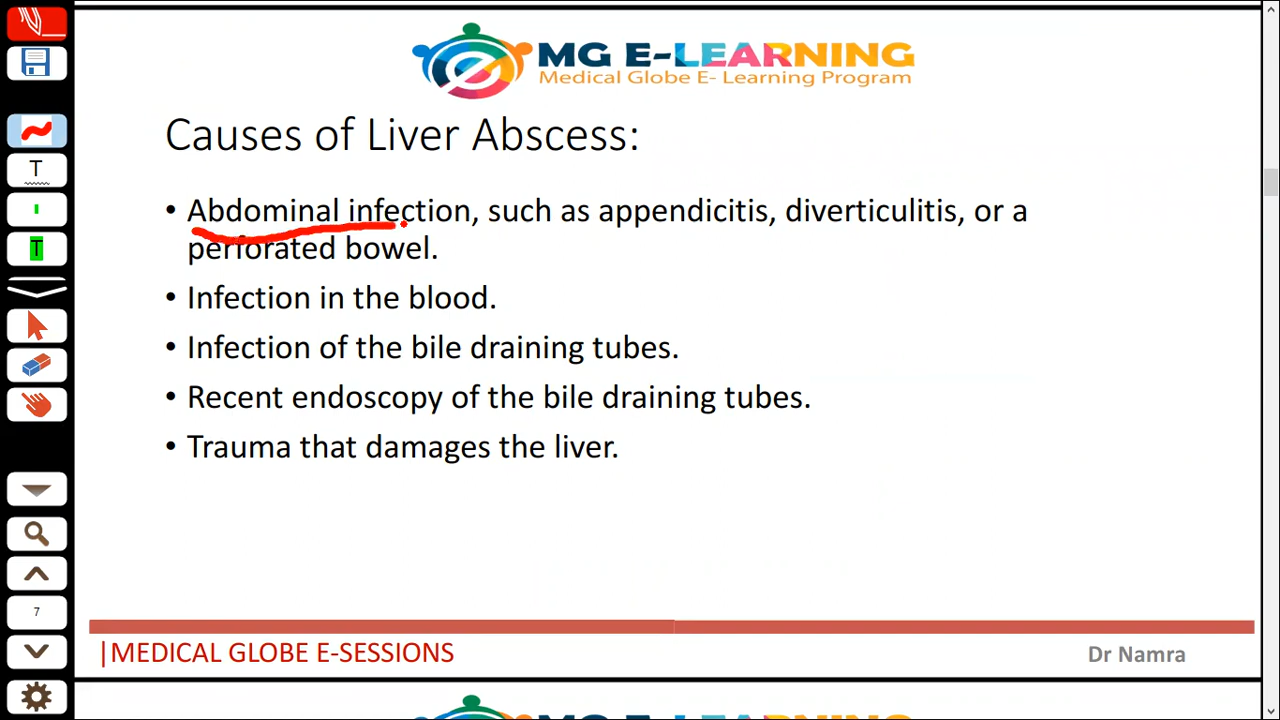 MG E-LEARNING
Medical Globe E- Learning Program
Causes of Liver Abscess:
• Abdominal infection, such as appendicitis, diverticulitis, or a
perforated bowel.
• Infection in the blood.
• Infection of the bile draining tubes.
• Recent endoscopy of the bile draining tubes.
• Trauma that damages the liver.
|MEDICAL GLOBE E-SESSIONS
Dr Namra
T
T
7